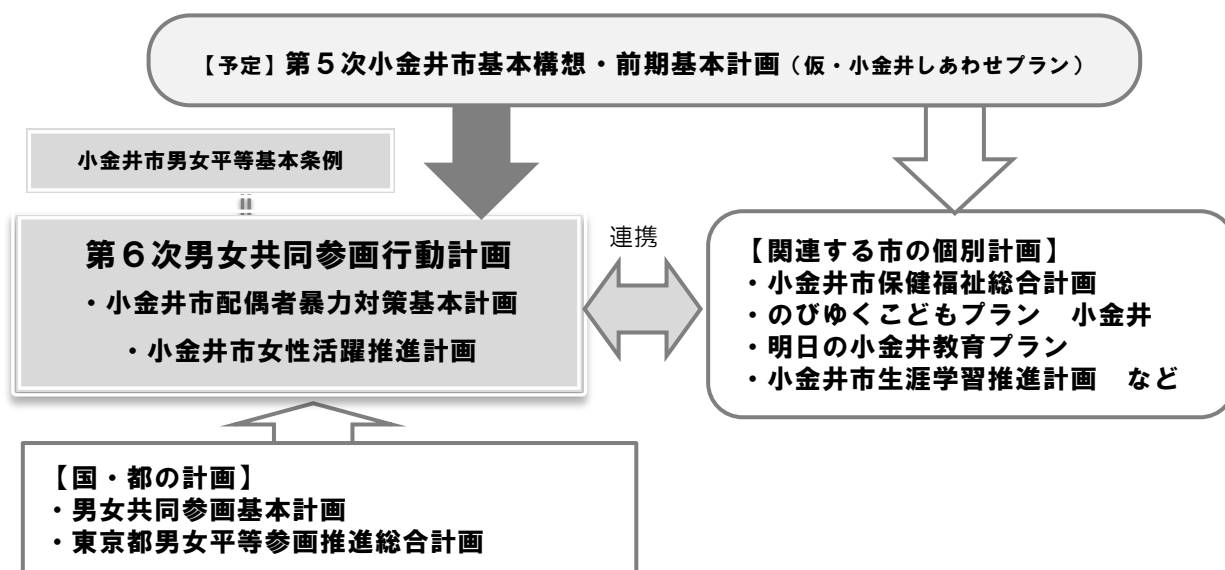 【予定】第５次小金井市基本構想・前期基本計画（仮・小金井しあわせプラン）
小金井市男女平等基本条例
第６次男女共同参画行動計画
・小金井市配偶者暴力対策基本計画
・小金井市女性活躍推進計画
連携
【関連する市の個別計画】
・小金井市保健福祉総合計画
・のびゆくこどもプラン　小金井
・明日の小金井教育プラン
・小金井市生涯学習推進計画　など
【国・都の計画】
・男女共同参画基本計画
・東京都男女平等参画推進総合計画